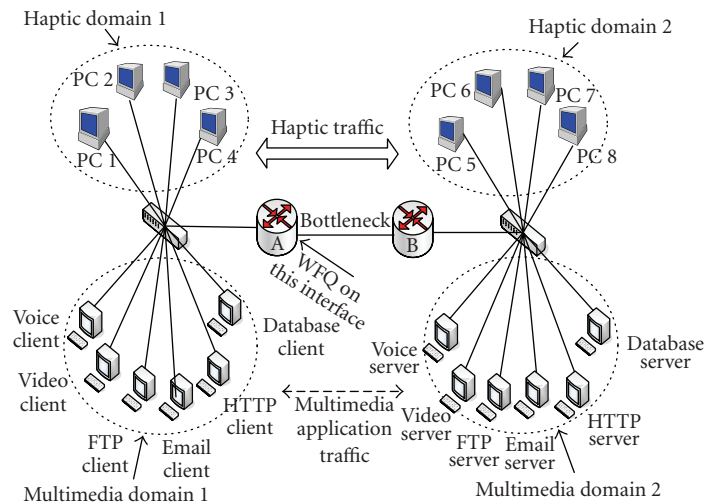 Haptic domain 1
Haptic domain 2
PC 2
PC 3
PC 1
PC 4
PC 6
PC 7
PC 5
PC 8
Haptic traffic
Bottleneck
A
B
WFQ on
this interface
Voice
client
Video
client
FTP
client
Email
client
HTTP
client
Database
client
Voice
server
Video
server
FTP
server
Email
server
HTTP
server
Database
server
Multimedia
application
traffic
Multimedia domain 1
Multimedia domain 2